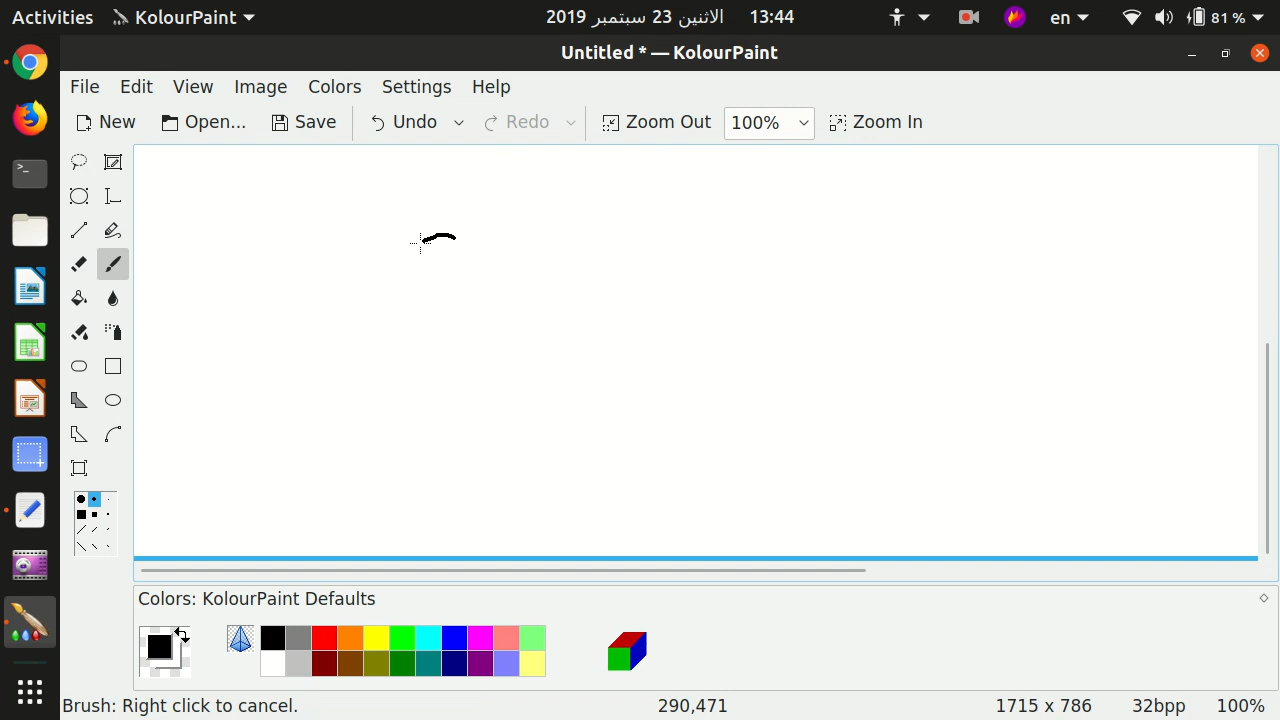 Activities KolourPaint الاثنين 23 سبتمبر 2019 13:44 en 81 %
Untitled * — KolourPaint
File Edit View Image Colors Settings Help
New Open... Save Undo Redo Zoom Out 100% Zoom In
Colors: KolourPaint Defaults
Brush: Right click to cancel. 290,471 1715 x 786 32bpp 100%